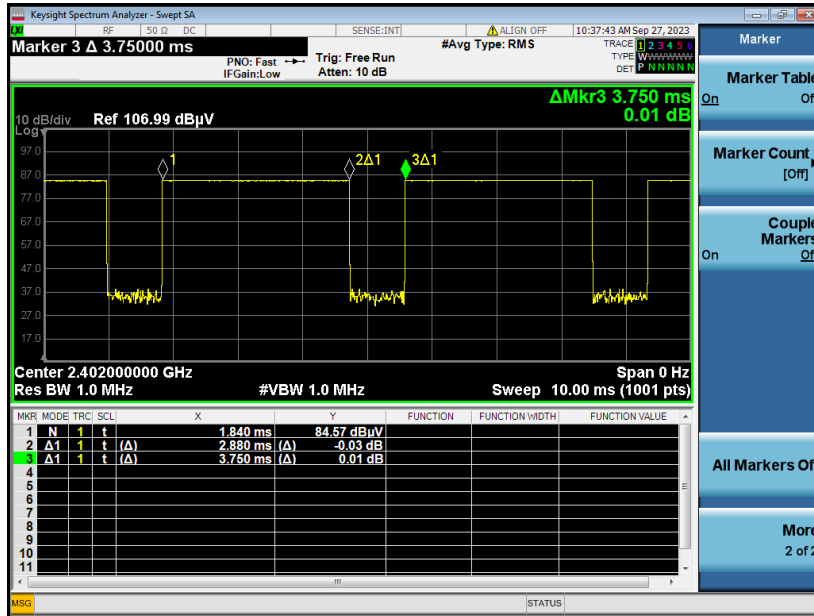 Keysight Spectrum Analyzer - Swept SA
LXI RF 50 Ω DC SENSE:INT ALIGN OFF 10:37:43 AM Sep 27, 2023
Marker 3 Δ 3.75000 ms
PNO: Fast
IFGain:Low
Trig: Free Run
Atten: 10 dB
#Avg Type: RMS
TRACE 1 2 3 4 5 6
TYPE WWWWWW
DET P N N N N N
ΔMkr3 3.750 ms
0.01 dB
10 dB/div Ref 106.99 dBµV
Log
97.0
87.0
77.0
67.0
57.0
47.0
37.0
27.0
17.0
1
2Δ1
3Δ1
Center 2.402000000 GHz Span 0 Hz
Res BW 1.0 MHz #VBW 1.0 MHz Sweep 10.00 ms (1001 pts)
MKR MODE TRC SCL X Y FUNCTION FUNCTION WIDTH FUNCTION VALUE
1 N 1 t 1.840 ms 84.57 dBµV
2 Δ1 1 t (Δ) 2.880 ms (Δ) -0.03 dB
3 Δ1 1 t (Δ) 3.750 ms (Δ) 0.01 dB
4
5
6
7
8
9
10
11
MSG STATUS
Marker
Marker Table
On Of
Marker Count
[Off]
Couple
Markers
On Of
All Markers Of
More
2 of 2